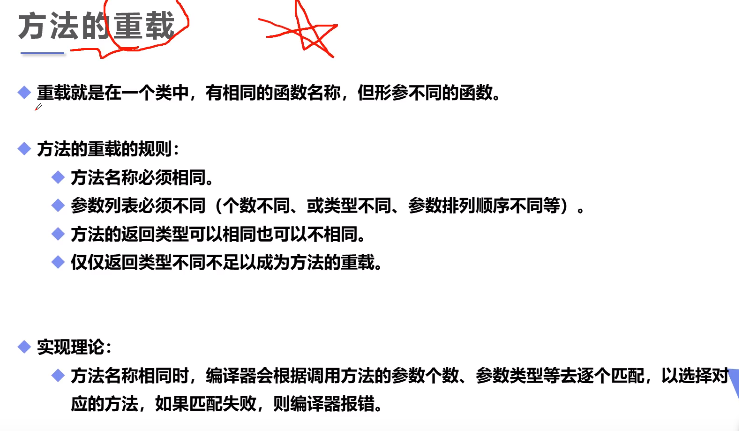 方法的重载
重载就是在一个类中，有相同的函数名称，但形参不同的函数。
方法的重载的规则：
方法名称必须相同。
参数列表必须不同（个数不同、或类型不同、参数排列顺序不同等）。
方法的返回类型可以相同也可以不相同。
仅仅返回类型不同不足以成为方法的重载。
实现理论：
方法名称相同时，编译器会根据调用方法的参数个数、参数类型等去逐个匹配，以选择对
应的方法，如果匹配失败，则编译器报错。